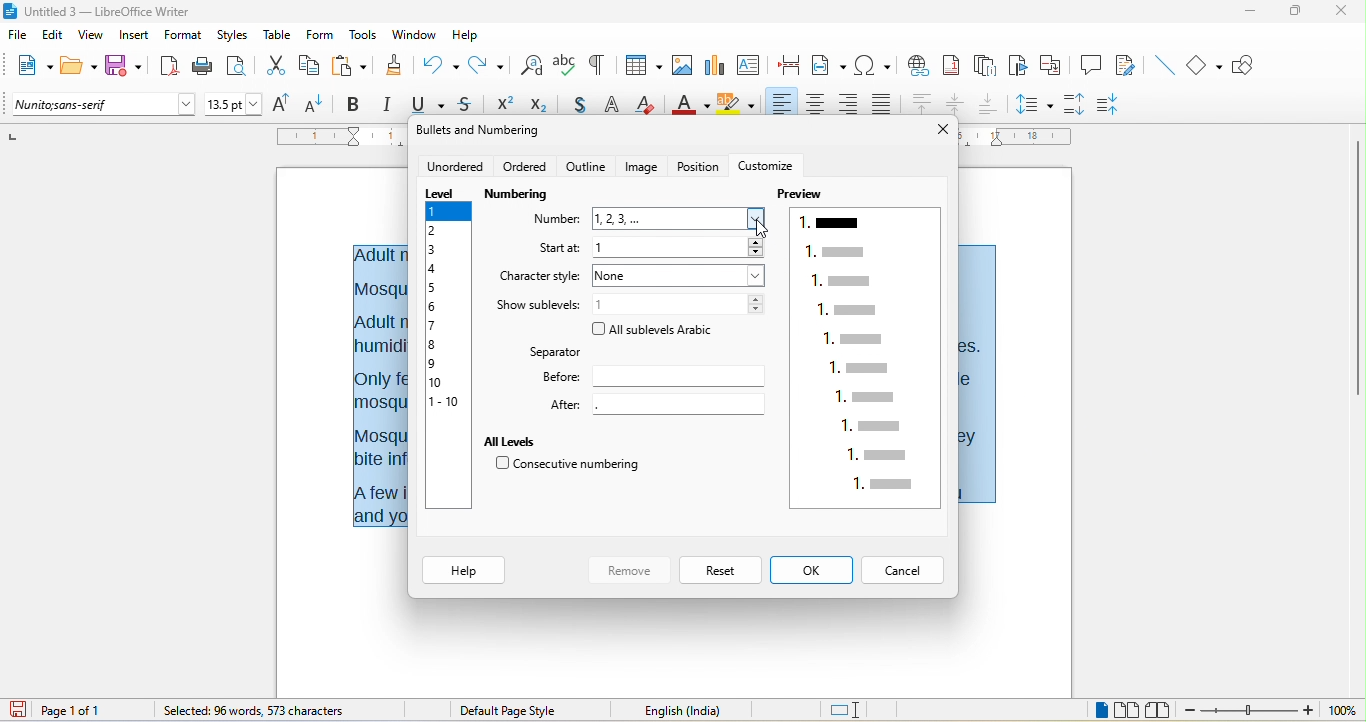 Untitled 3 — LibreOffice Writer
File Edit View Insert Format Styles Table Form Tools Window Help
Nunito;sans-serif 13.5 pt
Bullets and Numbering
Unordered Ordered Outline Image Position Customize
Level Numbering Preview
1
2
3
4
5
6
7
8
9
10
1 - 10
Number: 1, 2, 3, ...
Start at: 1
Character style: None
Show sublevels: 1
All sublevels Arabic
Separator
Before:
After: .
All Levels
Consecutive numbering
1.
1.
1.
1.
1.
1.
1.
1.
1.
1.
Help Remove Reset OK Cancel
Adult
Mosqu
Adult
humidi es.
Only fe le
mosqu
Mosqu ey
bite inf
A few i
and yo
Page 1 of 1 Selected: 96 words, 573 characters Default Page Style English (India) 100%